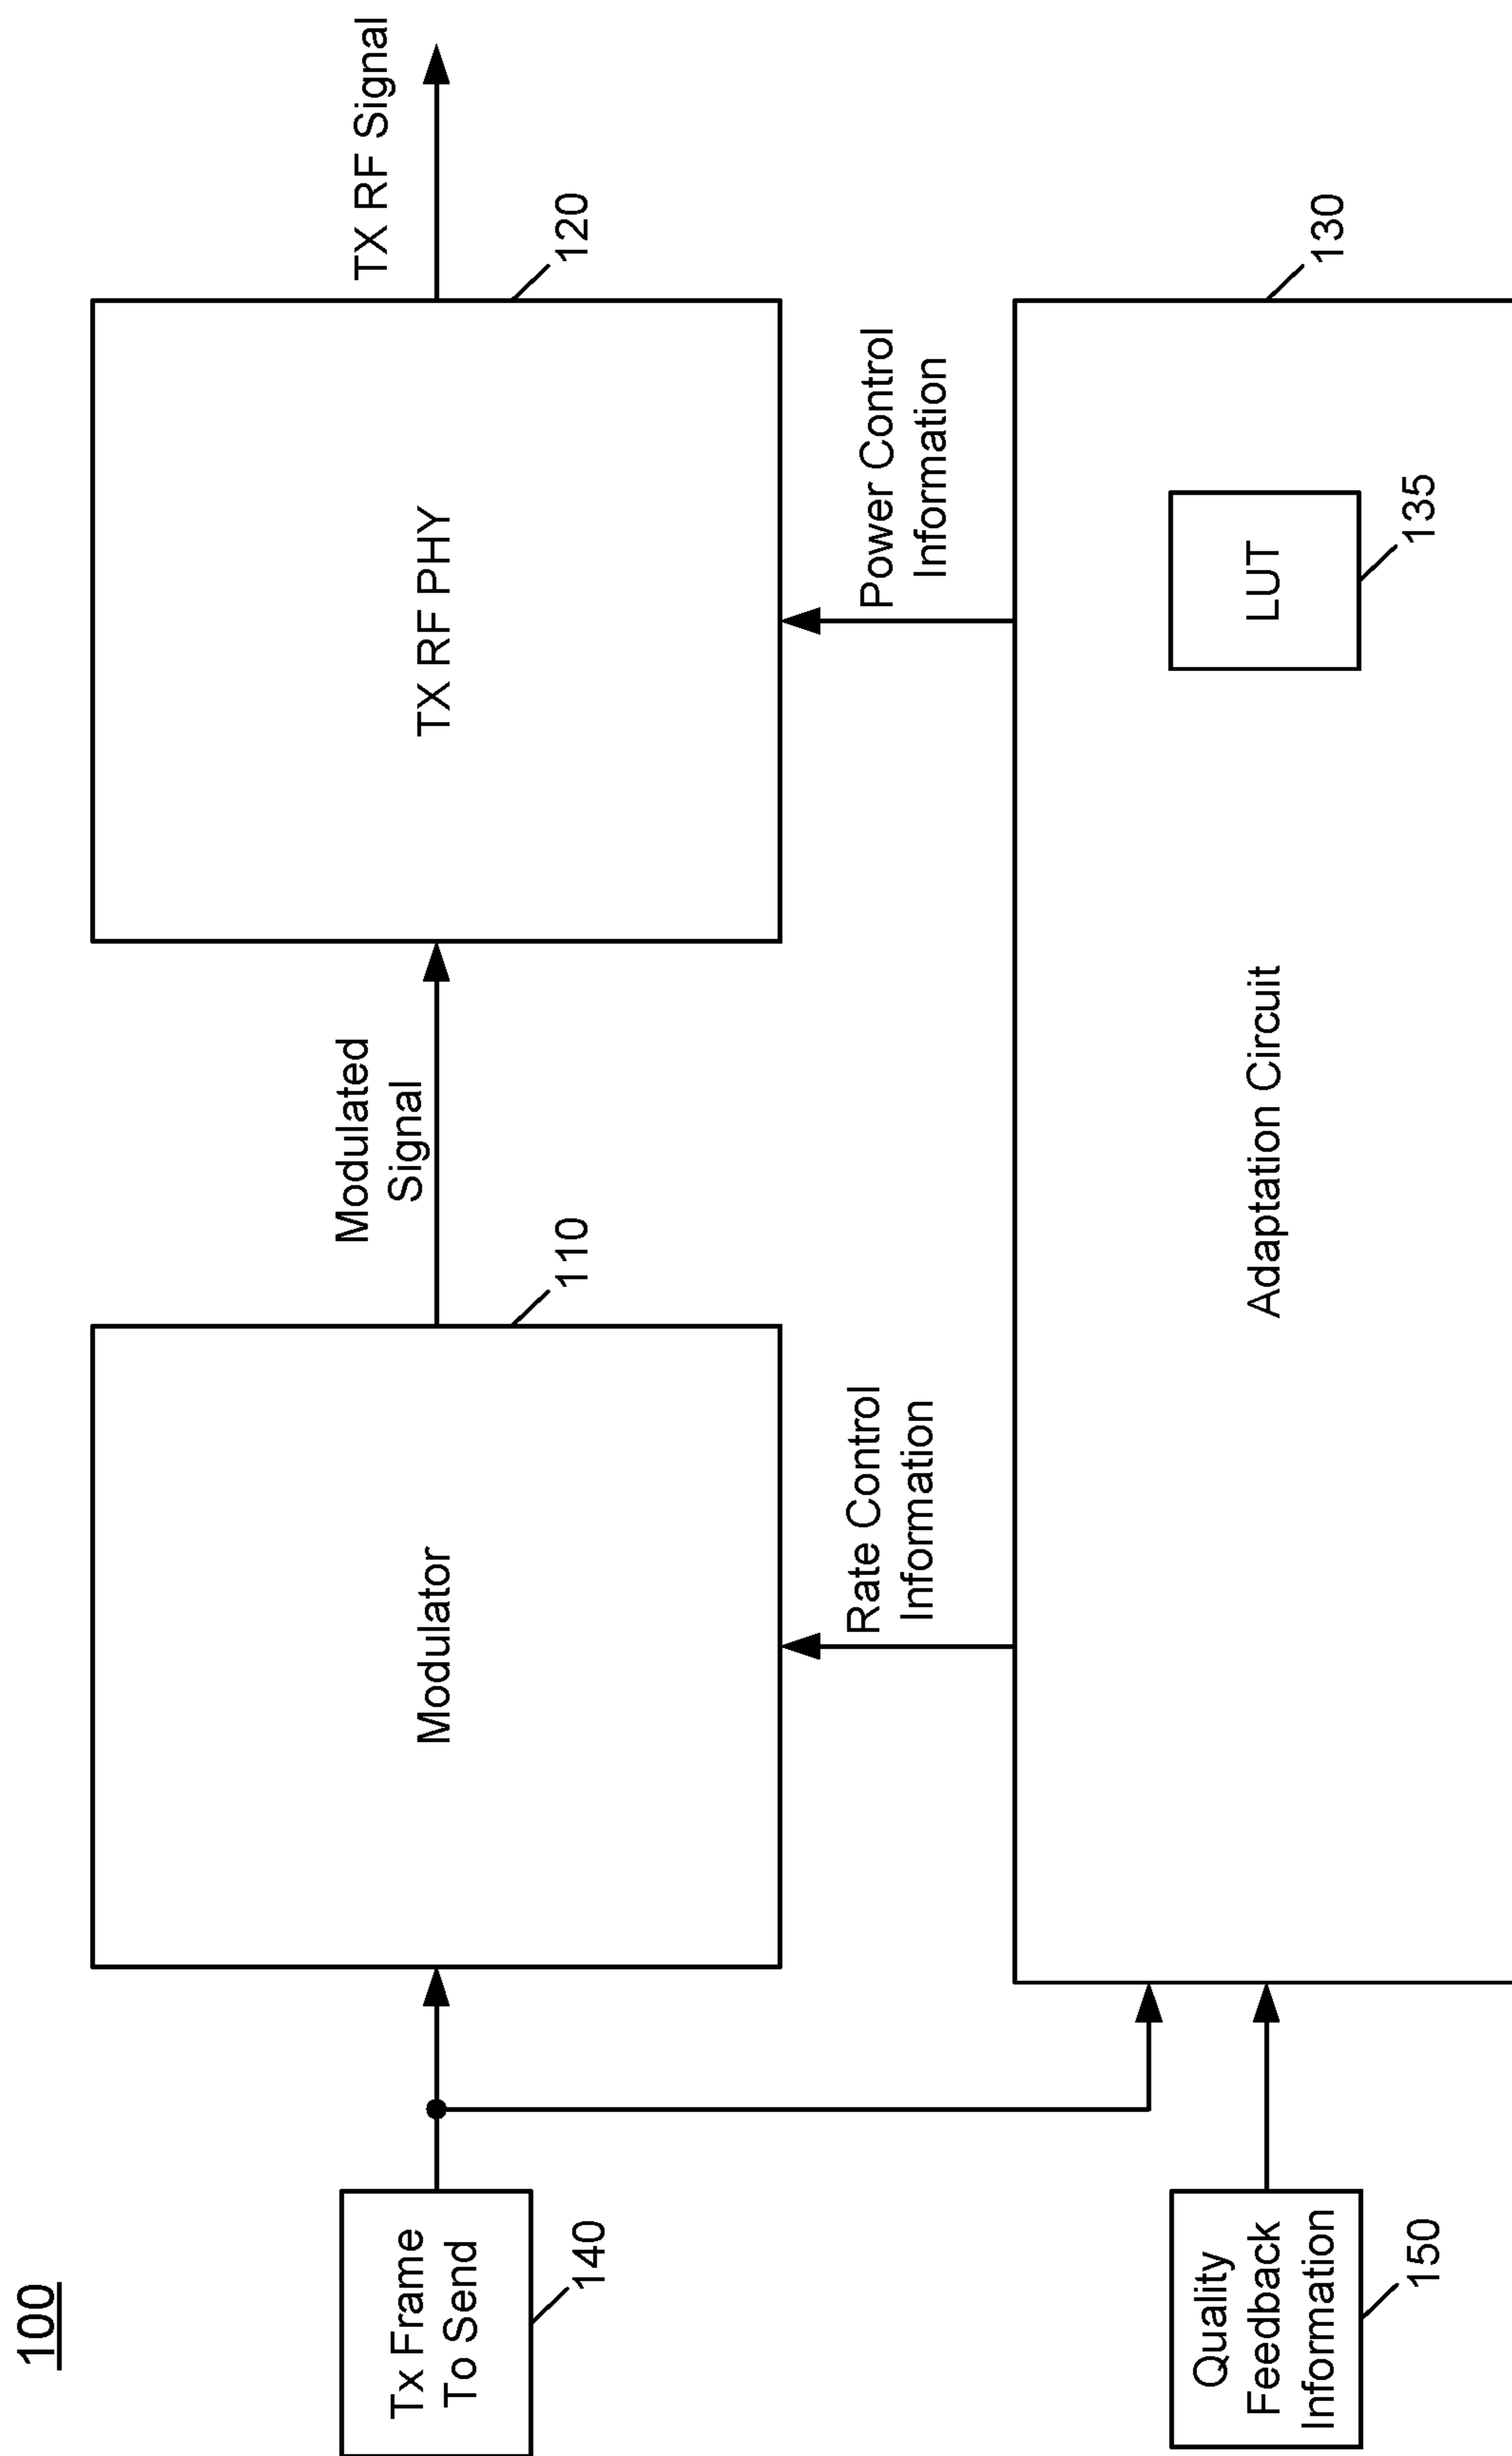 100
Tx Frame
To Send
140
Modulator
110
Modulated
Signal
TX RF PHY
120
TX RF Signal
Rate Control
Information
Power Control
Information
Quality
Feedback
Information
150
Adaptation Circuit
LUT
135
130